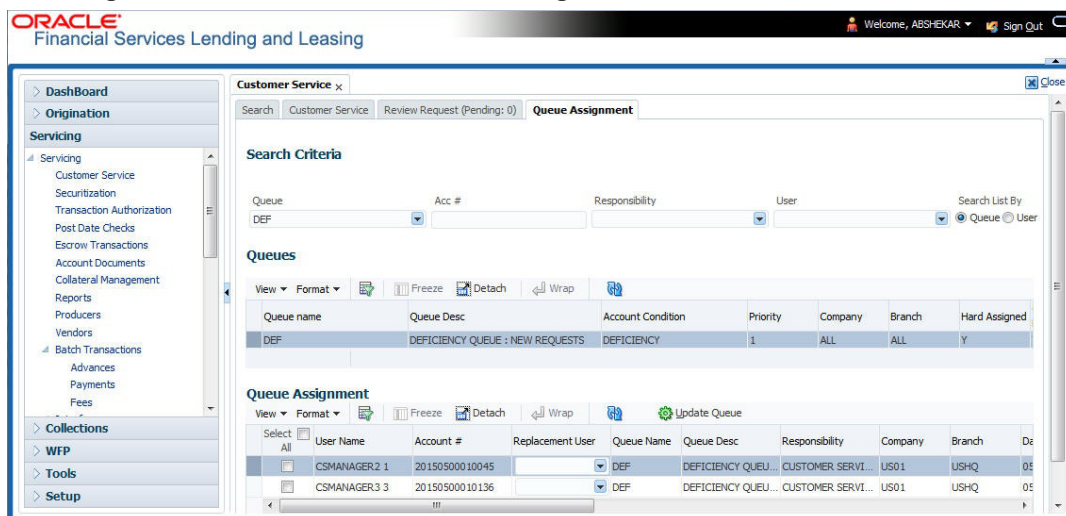 ORACLE
Financial Services Lending and Leasing
Welcome, ABSHEKAR Sign Out
DashBoard
Origination
Servicing
Servicing
Customer Service
Securitization
Transaction Authorization
Post Date Checks
Escrow Transactions
Account Documents
Collateral Management
Reports
Producers
Vendors
Batch Transactions
Advances
Payments
Fees
Collections
WFP
Tools
Setup
Customer Service x
Close
Search Customer Service Review Request (Pending: 0) Queue Assignment
Search Criteria
Queue Acc # Responsibility User Search List By
DEF Queue User
Queues
View Format Freeze Detach Wrap
Queue name Queue Desc Account Condition Priority Company Branch Hard Assigned
DEF DEFICIENCY QUEUE : NEW REQUESTS DEFICIENCY 1 ALL ALL Y
Queue Assignment
View Format Freeze Detach Wrap Update Queue
Select All User Name Account # Replacement User Queue Name Queue Desc Responsibility Company Branch Da
CSMANAGER2 1 20150500010045 DEF DEFICIENCY QUEU... CUSTOMER SERVI... US01 USHQ 05
CSMANAGER3 3 20150500010136 DEF DEFICIENCY QUEU... CUSTOMER SERVI... US01 USHQ 05